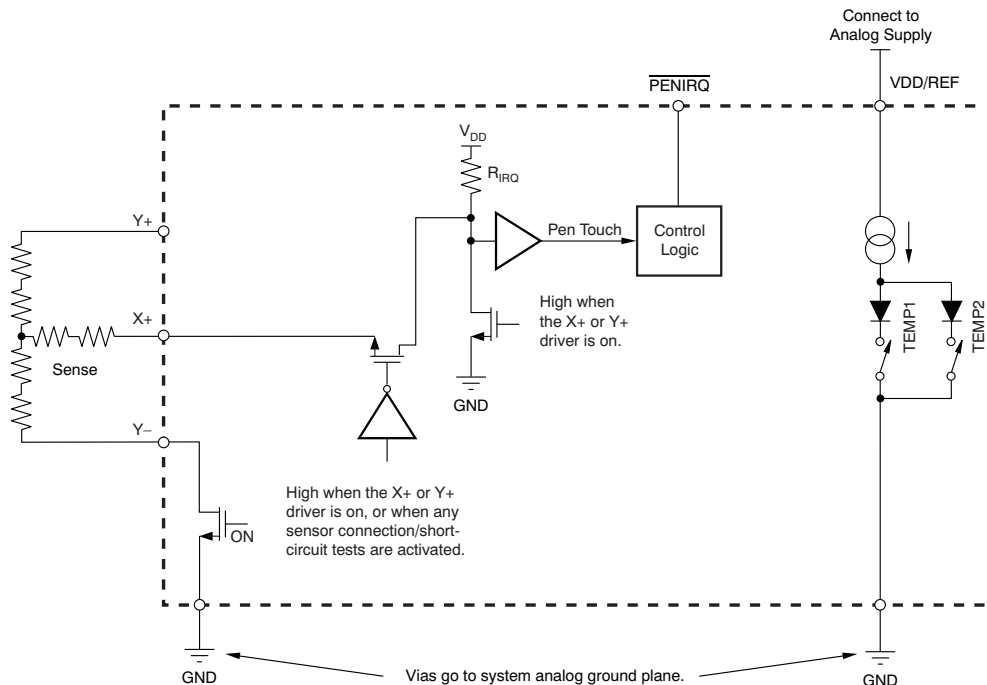 Connect to
Analog Supply
PENIRQ
VDD/REF
VDD
RIRQ
Y+
Pen Touch
Control
Logic
High when
the X+ or Y+
driver is on.
TEMP1
TEMP2
X+
Sense
GND
Y−
High when the X+ or Y+
driver is on, or when any
sensor connection/short-
circuit tests are activated.
ON
GND
Vias go to system analog ground plane.
GND